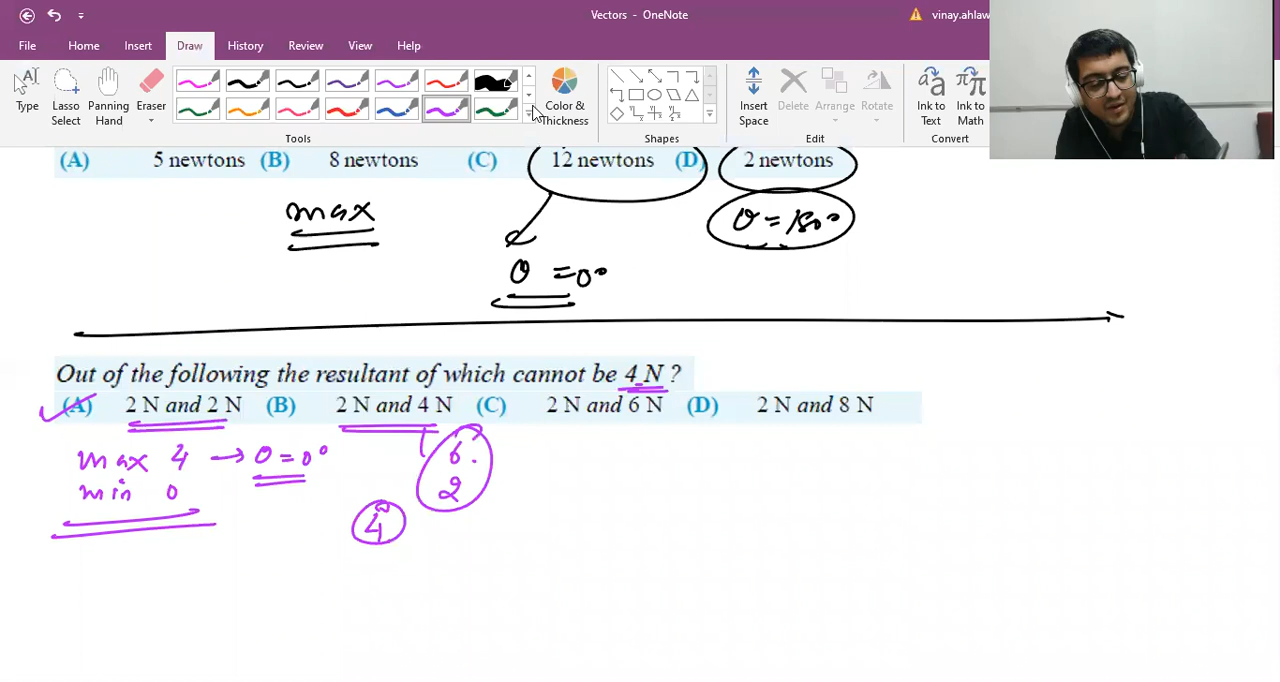 Vectors - OneNote
vinay.ahlaw
File Home Insert Draw History Review View Help
Type
Lasso Select
Panning Hand
Eraser
Color & Thickness
Insert Space
Delete
Arrange
Rotate
Ink to Text
Ink to Math
Tools
Shapes
Edit
Convert
(A) 5 newtons (B) 8 newtons (C) 12 newtons (D) 2 newtons
max
θ = 180°
θ = 0°
Out of the following the resultant of which cannot be 4 N ?
(A) 2 N and 2 N (B) 2 N and 4 N (C) 2 N and 6 N (D) 2 N and 8 N
max 4 → θ = 0°
min 0
6
2
4